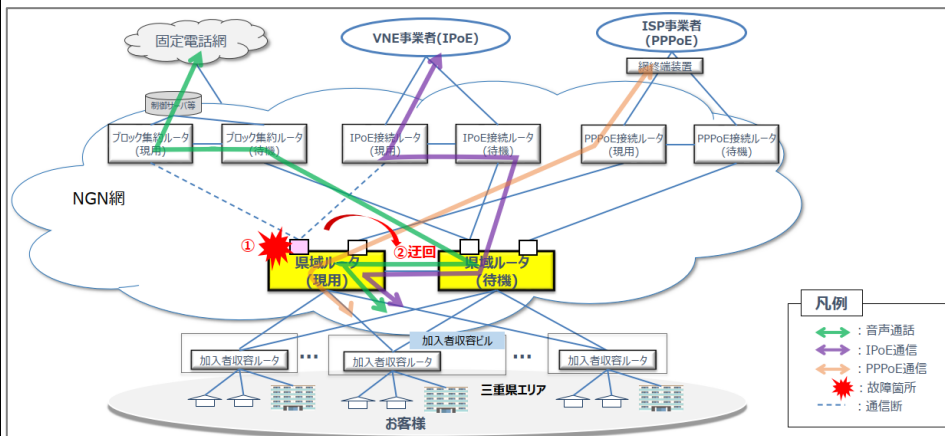 固定電話網
VNE事業者(IPoE)
ISP事業者
(PPPoE)
網終端装置
制御サーバ等
ブロック集約ルータ
(現用)
ブロック集約ルータ
(待機)
IPoE接続ルータ
(現用)
IPoE接続ルータ
(待機)
PPPoE接続ルータ
(現用)
PPPoE接続ルータ
(待機)
NGN網
①
②迂回
県域ルータ
(現用)
県域ルータ
(待機)
凡例
:音声通話
:IPoE通信
:PPPoE通信
:故障箇所
:通信断
加入者収容ビル
加入者収容ルータ
…
加入者収容ルータ
…
加入者収容ルータ
三重県エリア
お客様